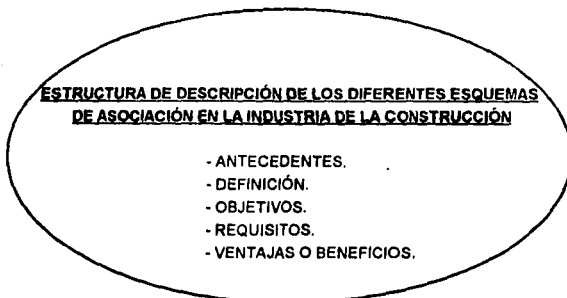 ESTRUCTURA DE DESCRIPCIÓN DE LOS DIFERENTES ESQUEMAS
DE ASOCIACIÓN EN LA INDUSTRIA DE LA CONSTRUCCIÓN
- ANTECEDENTES.
- DEFINICIÓN.
- OBJETIVOS.
- REQUISITOS.
- VENTAJAS O BENEFICIOS.